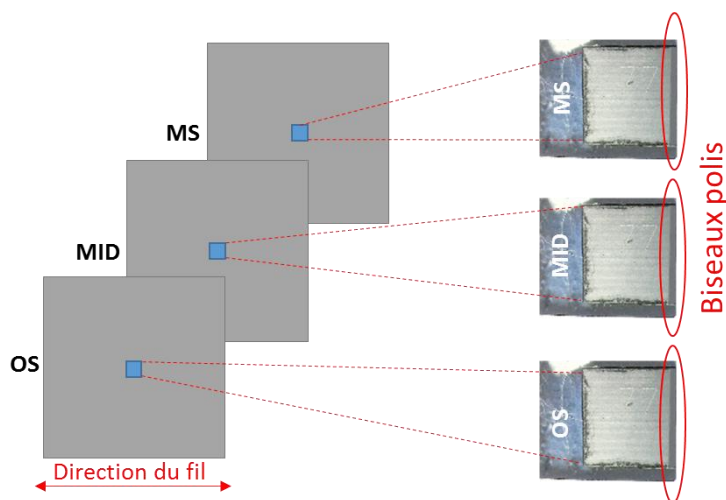 MS
MID
OS
Direction du fil
MS
MID
OS
Biseaux polis